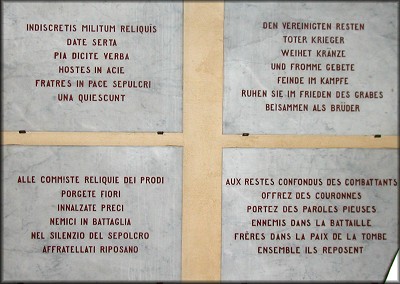 INDISCRETIS MILITUM RELIQUIS
DATE SERTA
PIA DICITE VERBA
HOSTES IN ACIE
FRATRES IN PACE SEPULCRI
UNA QUIESCUNT
DEN VEREINIGTEN RESTEN
TOTER KRIEGER
WEIHET KRÄNZE
UND FROMME GEBETE
FEINDE IM KAMPFE
RUHEN SIE IM FRIEDEN DES GRABES
BEISAMMEN ALS BRÜDER
ALLE COMMISTE RELIQUIE DEI PRODI
PORGETE FIORI
INNALZATE PRECI
NEMICI IN BATTAGLIA
NEL SILENZIO DEL SEPOLCRO
AFFRATELLATI RIPOSANO
AUX RESTES CONFONDUS DES COMBATTANTS
OFFREZ DES COURONNES
PORTEZ DES PAROLES PIEUSES
ENNEMIS DANS LA BATAILLE
FRÈRES DANS LA PAIX DE LA TOMBE
ENSEMBLE ILS REPOSENT